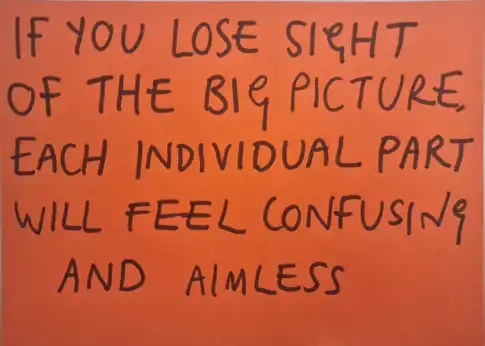 IF YOU LOSE SIGHT
OF THE BIG PICTURE,
EACH INDIVIDUAL PART
WILL FEEL CONFUSING
AND AIMLESS